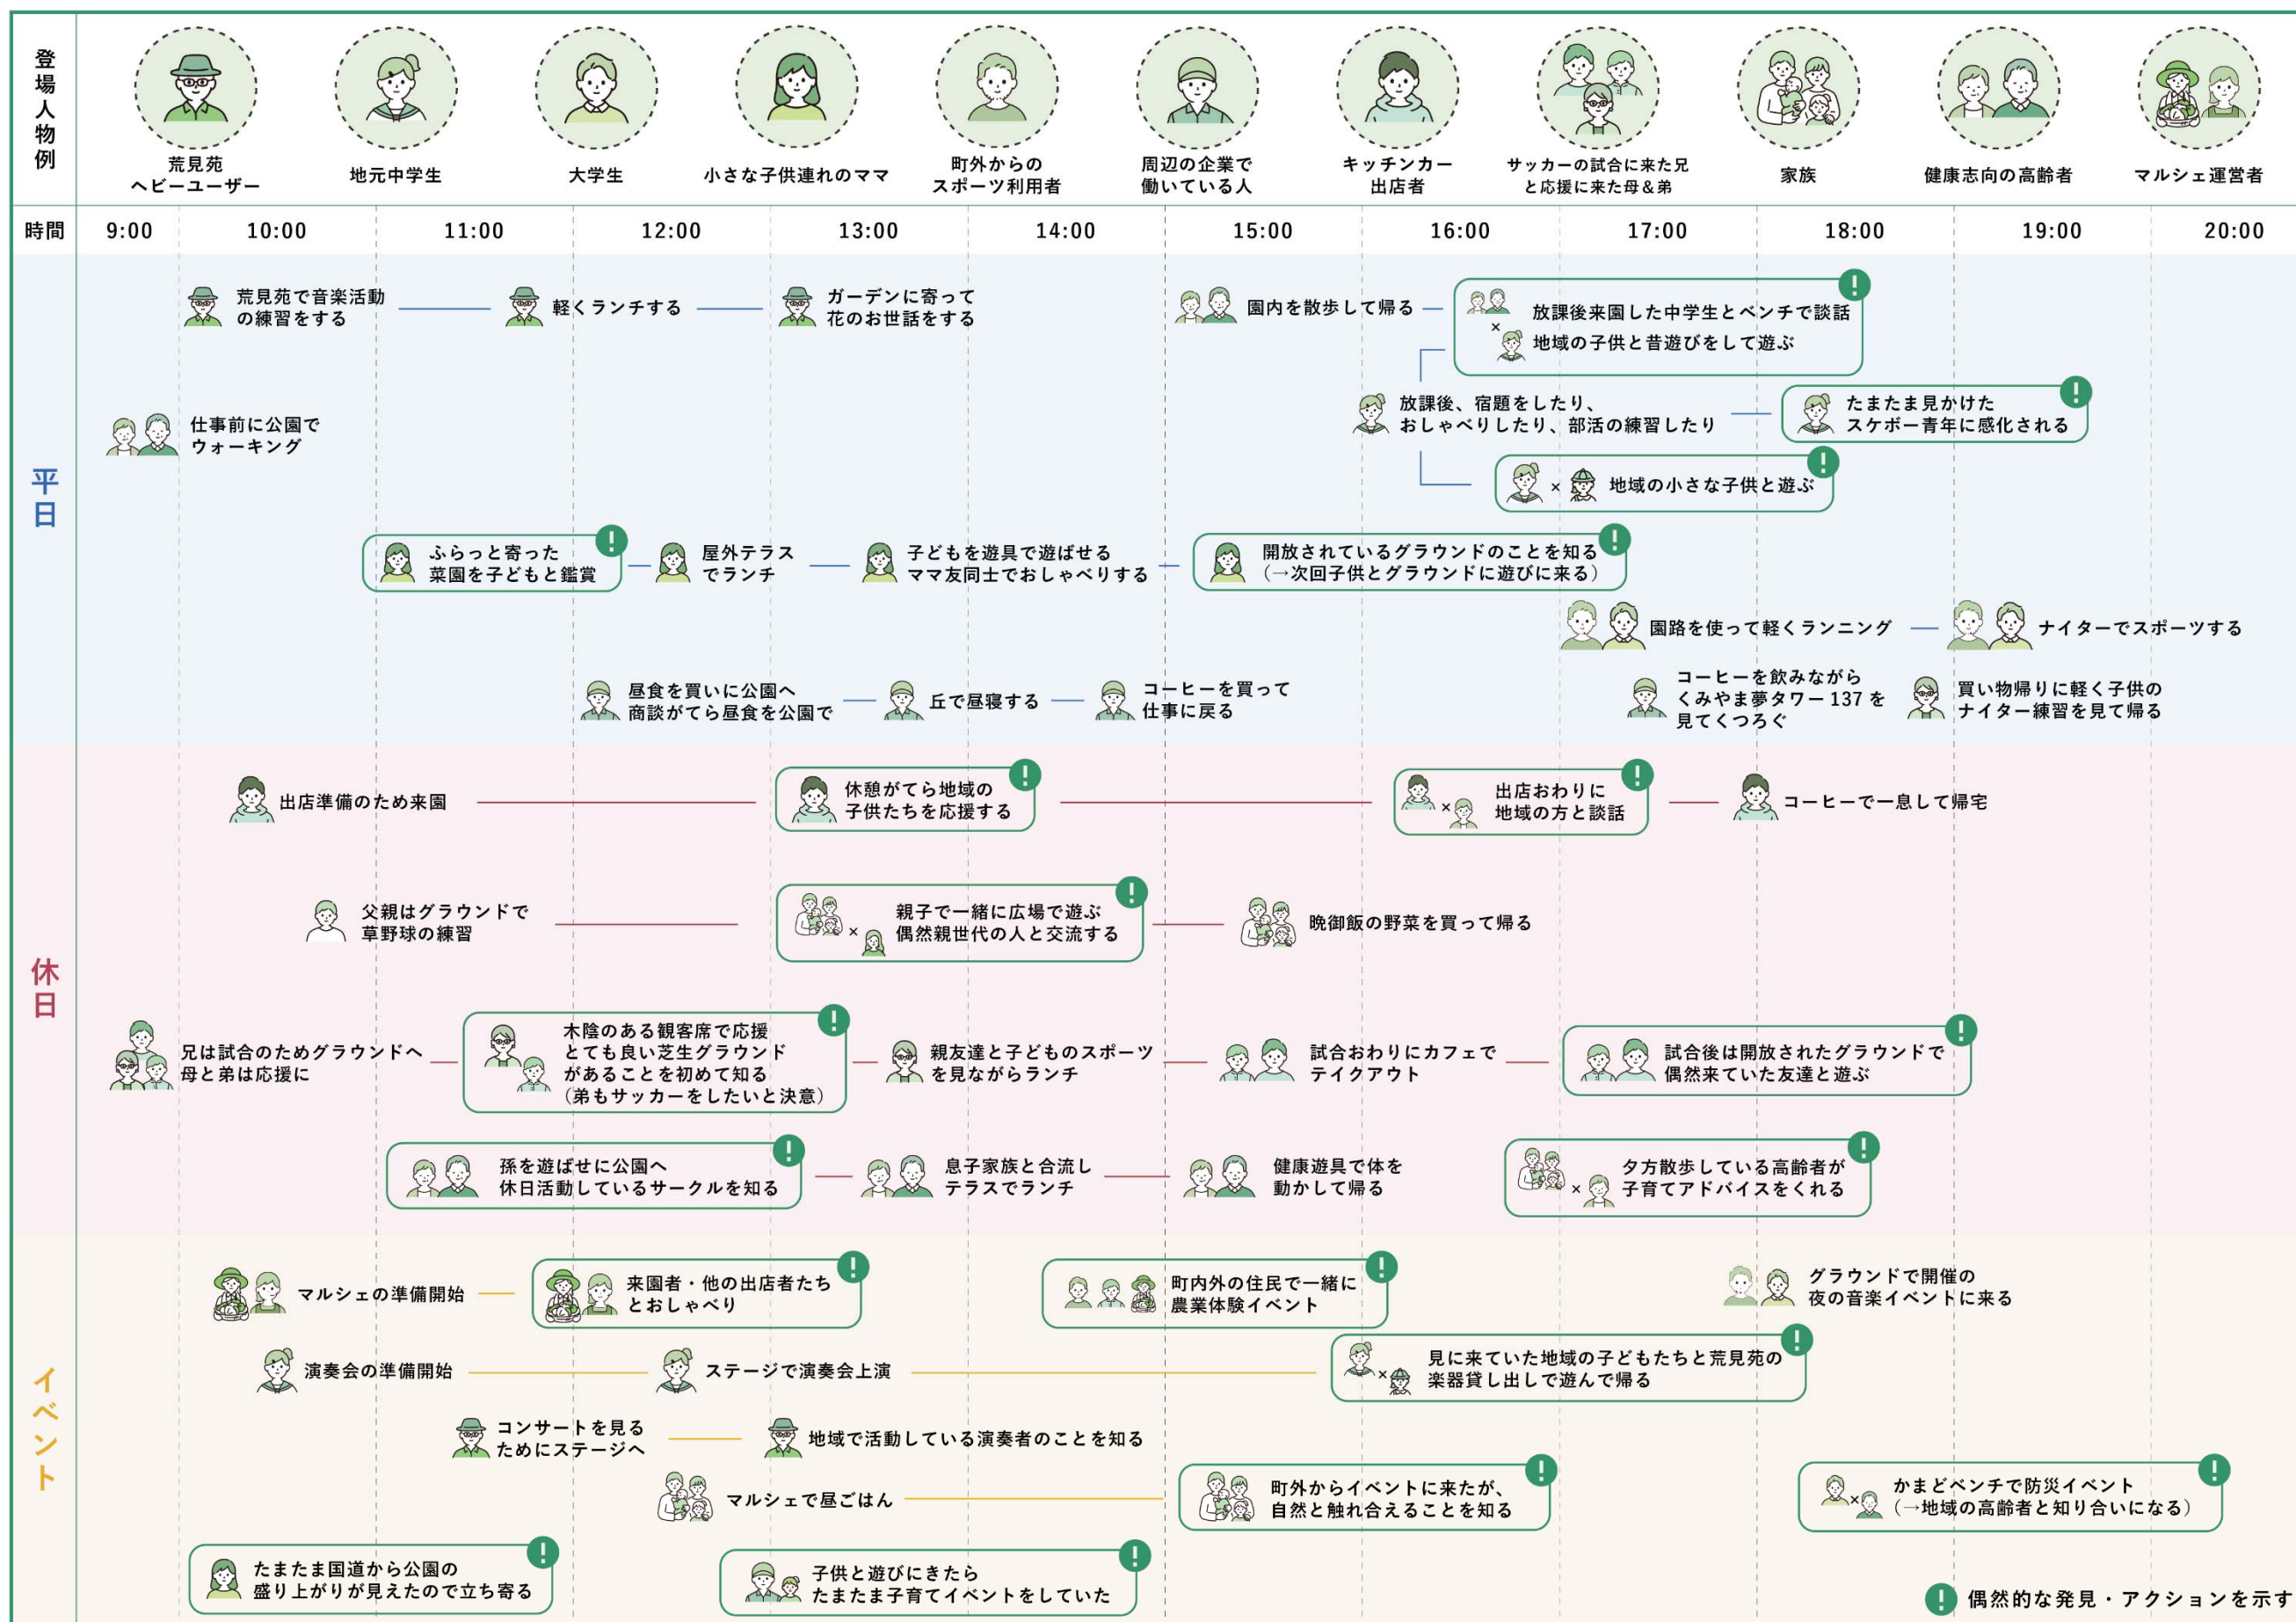 登場人物例
荒見苑
ヘビーユーザー
地元中学生
大学生
小さな子供連れのママ
町外からの
スポーツ利用者
周辺の企業で
働いている人
キッチンカー
出店者
サッカーの試合に来た兄
と応援に来た母＆弟
家族
健康志向の高齢者
マルシェ運営者
時間
9:00
10:00
11:00
12:00
13:00
14:00
15:00
16:00
17:00
18:00
19:00
20:00
平日
荒見苑で音楽活動
の練習をする
軽くランチする
ガーデンに寄って
花のお世話をする
園内を散歩して帰る
×
放課後来園した中学生とベンチで談話
地域の子供と昔遊びをして遊ぶ
!
仕事前に公園で
ウォーキング
放課後、宿題をしたり、
おしゃべりしたり、部活の練習したり
たまたま見かけた
スケボー青年に感化される
!
×
地域の小さな子供と遊ぶ
!
ふらっと寄った
菜園を子どもと鑑賞
!
屋外テラス
でランチ
子どもを遊具で遊ばせる
ママ友同士でおしゃべりする
開放されているグラウンドのことを知る
（→次回子供とグラウンドに遊びに来る）
!
園路を使って軽くランニング
ナイターでスポーツする
昼食を買いに公園へ
商談がてら昼食を公園で
丘で昼寝する
コーヒーを買って
仕事に戻る
コーヒーを飲みながら
くみやま夢タワー 137 を
見てくつろぐ
買い物帰りに軽く子供の
ナイター練習を見て帰る
休日
出店準備のため来園
休憩がてら地域の
子供たちを応援する
!
×
出店おわりに
地域の方と談話
!
コーヒーで一息して帰宅
父親はグラウンドで
草野球の練習
×
親子で一緒に広場で遊ぶ
偶然親世代の人と交流する
!
晩御飯の野菜を買って帰る
兄は試合のためグラウンドへ
母と弟は応援に
木陰のある観客席で応援
とても良い芝生グラウンド
があることを初めて知る
（弟もサッカーをしたいと決意）
!
親友達と子どものスポーツ
を見ながらランチ
試合おわりにカフェで
テイクアウト
試合後は開放されたグラウンドで
偶然来ていた友達と遊ぶ
!
孫を遊ばせに公園へ
休日活動しているサークルを知る
!
息子家族と合流し
テラスでランチ
健康遊具で体を
動かして帰る
×
夕方散歩している高齢者が
子育てアドバイスをくれる
!
イベント
マルシェの準備開始
来園者・他の出店者たち
とおしゃべり
!
町内外の住民で一緒に
農業体験イベント
!
グラウンドで開催の
夜の音楽イベントに来る
演奏会の準備開始
ステージで演奏会上演
×
見に来ていた地域の子どもたちと荒見苑の
楽器貸し出しで遊んで帰る
!
コンサートを見る
ためにステージへ
地域で活動している演奏者のことを知る
マルシェで昼ごはん
町外からイベントに来たが、
自然と触れ合えることを知る
!
×
かまどベンチで防災イベント
（→地域の高齢者と知り合いになる）
!
たまたま国道から公園の
盛り上がりが見えたので立ち寄る
!
子供と遊びにきたら
たまたま子育てイベントをしていた
!
! 偶然的な発見・アクションを示す